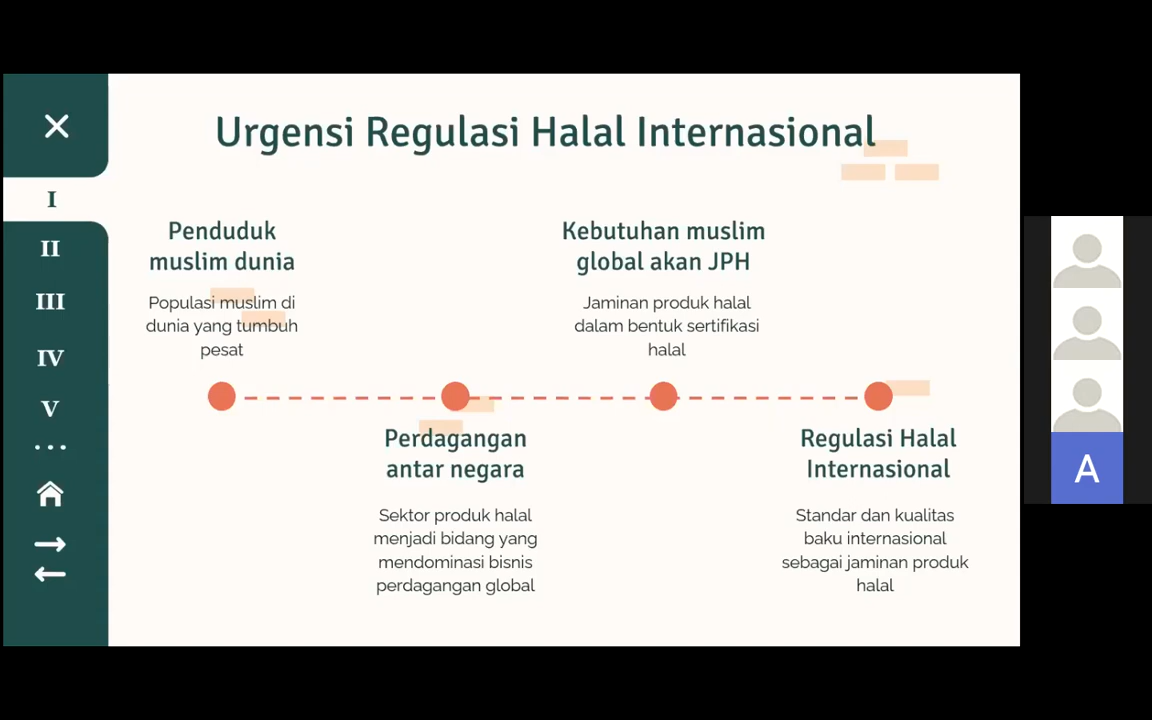 Urgensi Regulasi Halal Internasional
I
II
III
IV
V
...
Penduduk
muslim dunia
Populasi muslim di
dunia yang tumbuh
pesat
Perdagangan
antar negara
Sektor produk halal
menjadi bidang yang
mendominasi bisnis
perdagangan global
Kebutuhan muslim
global akan JPH
Jaminan produk halal
dalam bentuk sertifikasi
halal
Regulasi Halal
Internasional
Standar dan kualitas
baku internasional
sebagai jaminan produk
halal
A